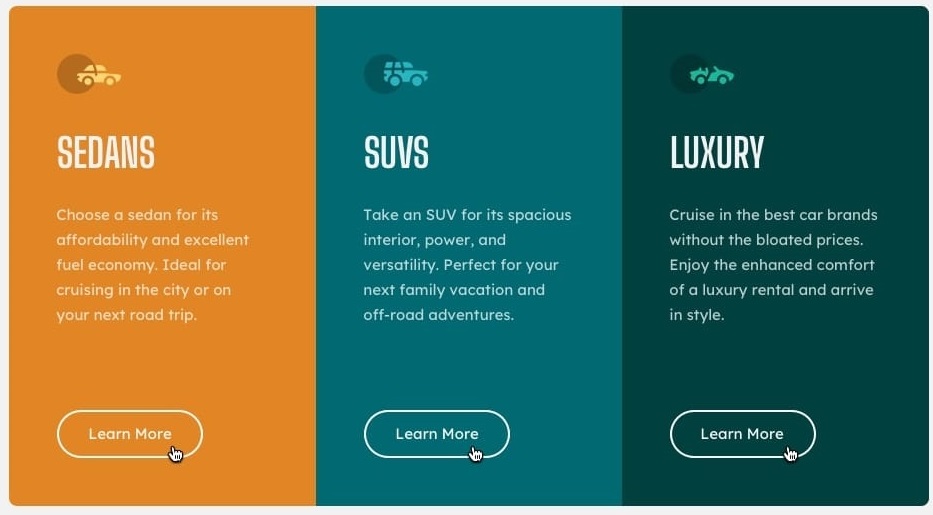 SEDANS
Choose a sedan for its
affordability and excellent
fuel economy. Ideal for
cruising in the city or on
your next road trip.
Learn More
SUVS
Take an SUV for its spacious
interior, power, and
versatility. Perfect for your
next family vacation and
off-road adventures.
Learn More
LUXURY
Cruise in the best car brands
without the bloated prices.
Enjoy the enhanced comfort
of a luxury rental and arrive
in style.
Learn More